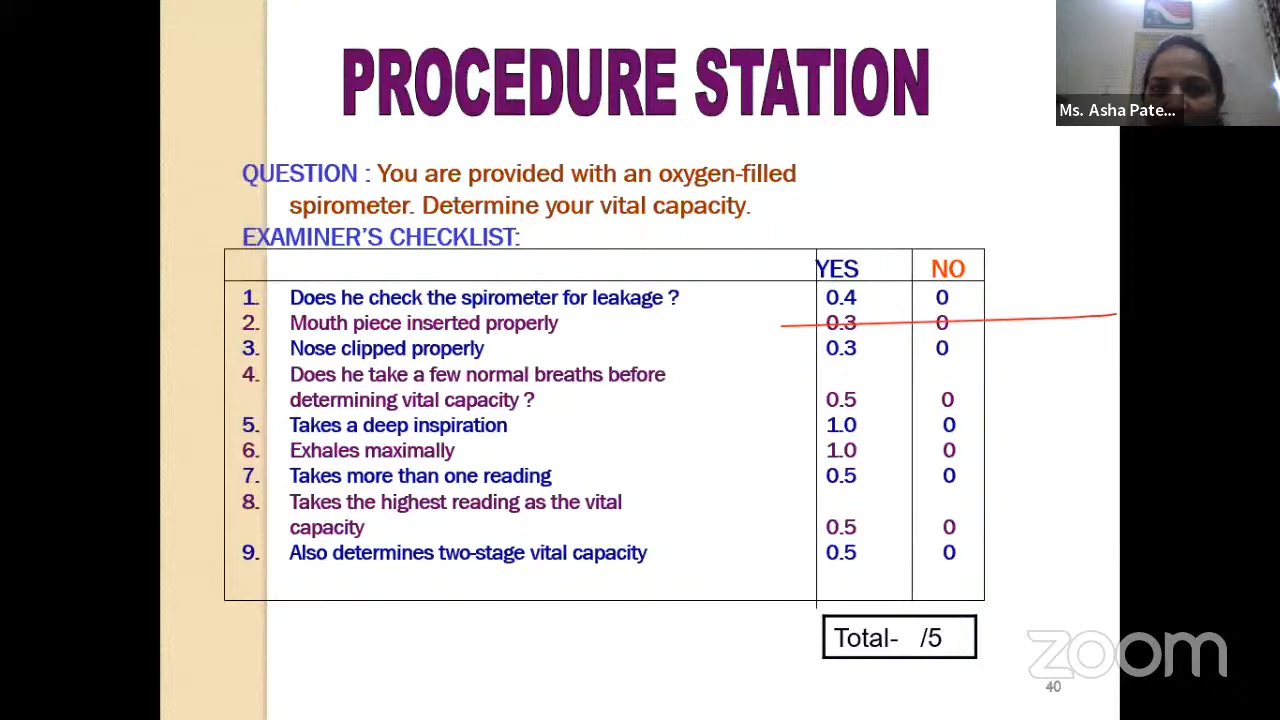 PROCEDURE STATION
Ms. Asha Pate...
QUESTION : You are provided with an oxygen-filled
spirometer. Determine your vital capacity.
EXAMINER'S CHECKLIST:
YES NO
1. Does he check the spirometer for leakage ? 0.4 0
2. Mouth piece inserted properly 0.3 0
3. Nose clipped properly 0.3 0
4. Does he take a few normal breaths before
determining vital capacity ? 0.5 0
5. Takes a deep inspiration 1.0 0
6. Exhales maximally 1.0 0
7. Takes more than one reading 0.5 0
8. Takes the highest reading as the vital
capacity 0.5 0
9. Also determines two-stage vital capacity 0.5 0
Total- /5
zoom
40